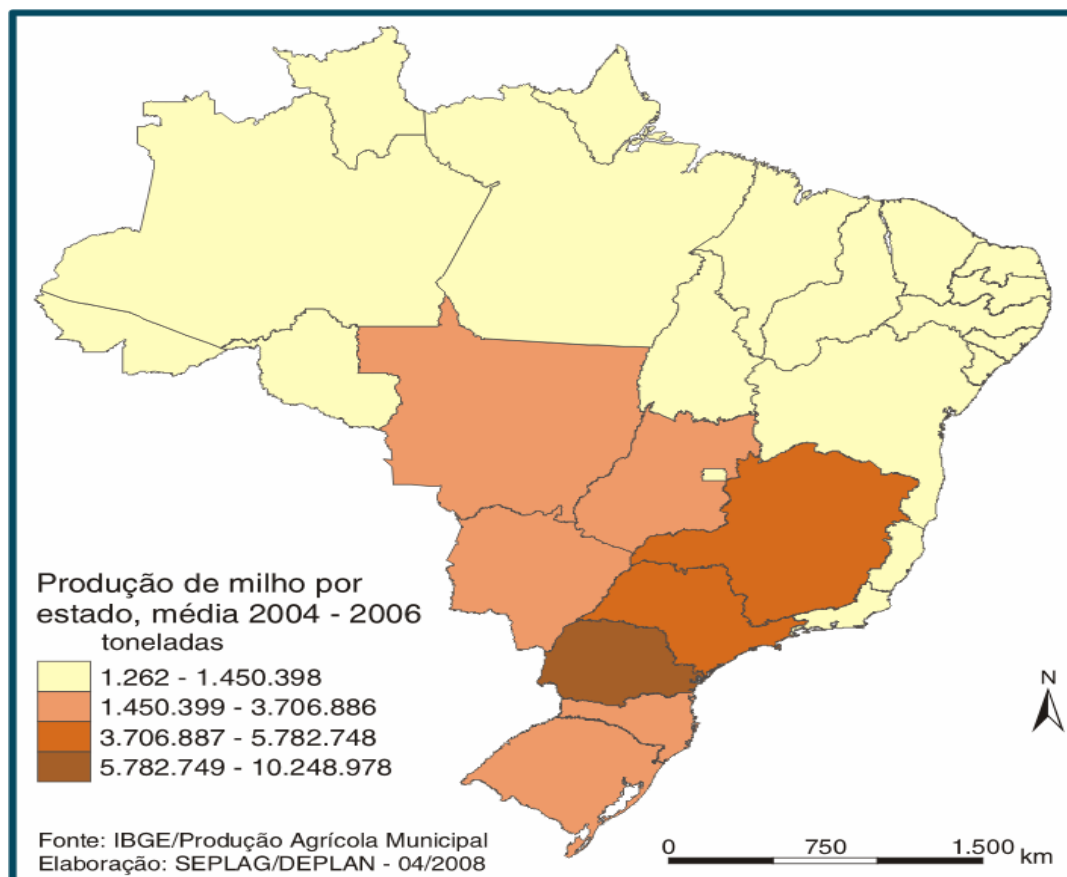 Produção de milho por
estado, média 2004 - 2006
toneladas
1.262 - 1.450.398
1.450.399 - 3.706.886
3.706.887 - 5.782.748
5.782.749 - 10.248.978
N
Fonte: IBGE/Produção Agrícola Municipal
Elaboração: SEPLAG/DEPLAN - 04/2008
0 750 1.500 km